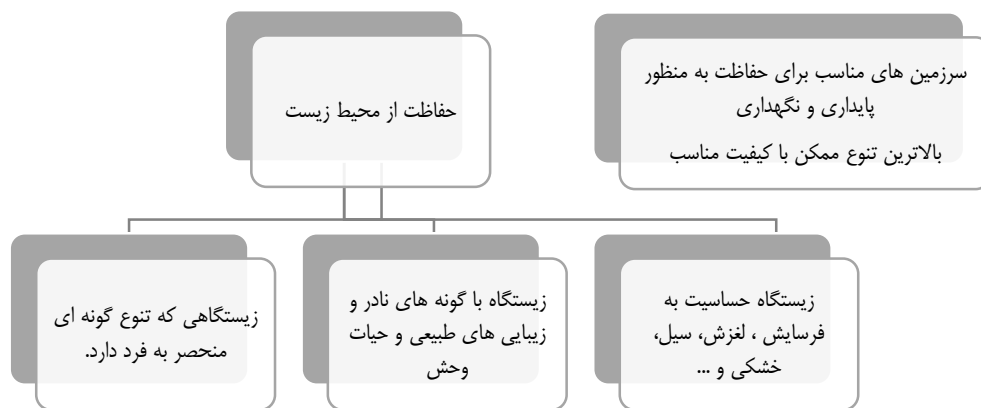 سرزمین های مناسب برای حفاظت به منظور
پایداری و نگهداری
بالاترین تنوع ممکن با کیفیت مناسب
حفاظت از محیط زیست
زیستگاه حساسیت به
فرسایش ، لغزش، سیل،
خشکی و ...
زیستگاه با گونه های نادر و
زیبایی های طبیعی و حیات
وحش
زیستگاهی که تنوع گونه ای
منحصر به فرد دارد.